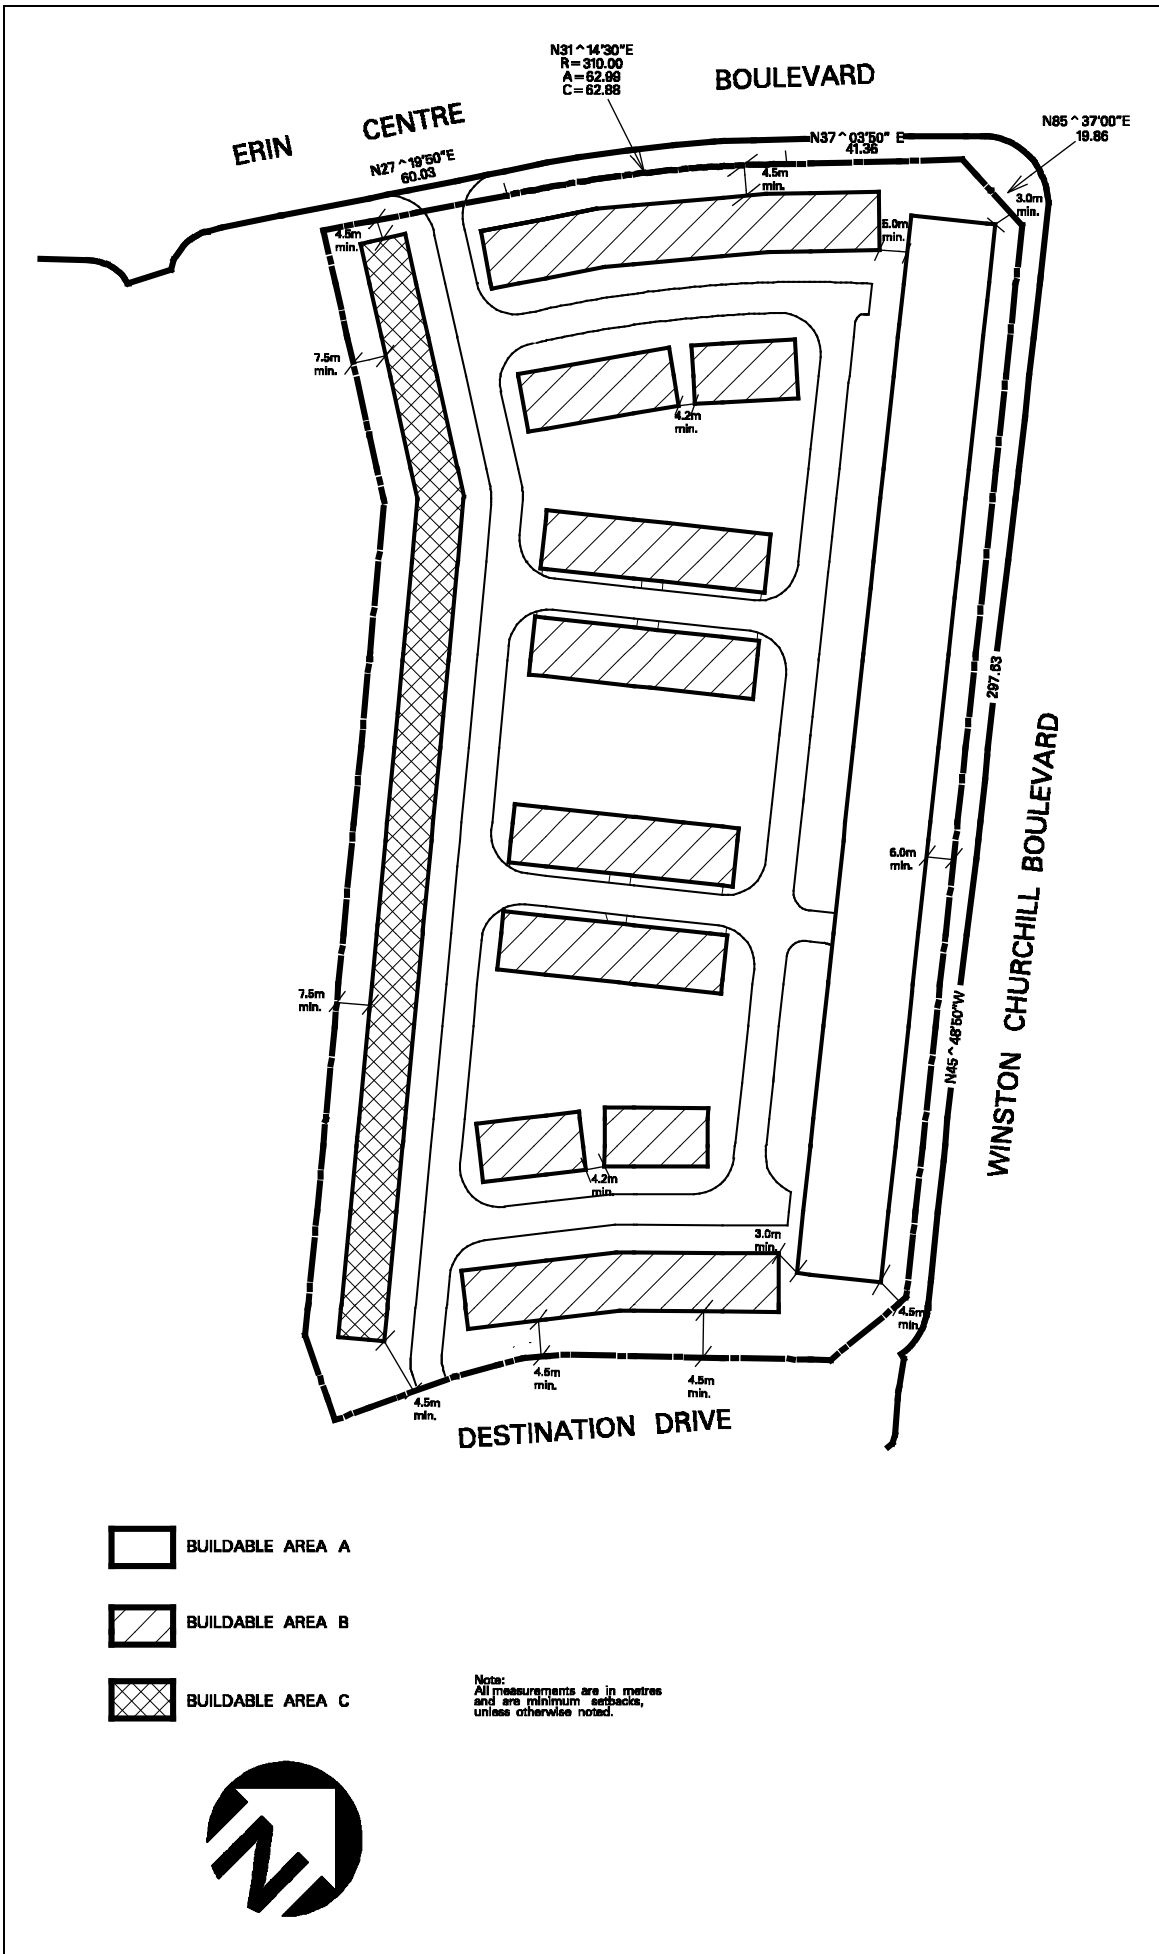 N31^14'30"E
R=310.00
A=62.99
C=62.88
BOULEVARD
ERIN CENTRE
N85^37'00"E
19.86
N37^03'50" E
41.36
N27^19'50"E
60.03
4.5m
min.
3.0m
min.
4.5m
min.
5.0m
min.
7.5m
min.
4.2m
min.
297.63
WINSTON CHURCHILL BOULEVARD
6.0m
min.
7.5m
min.
N45^48'50"W
4.2m
min.
3.0m
min.
4.5m
min.
4.5m
min.
4.5m
min.
4.5m
min.
DESTINATION DRIVE
BUILDABLE AREA A
BUILDABLE AREA B
BUILDABLE AREA C
Note:
All measurements are in metres
and are minimum setbacks,
unless otherwise noted.
N